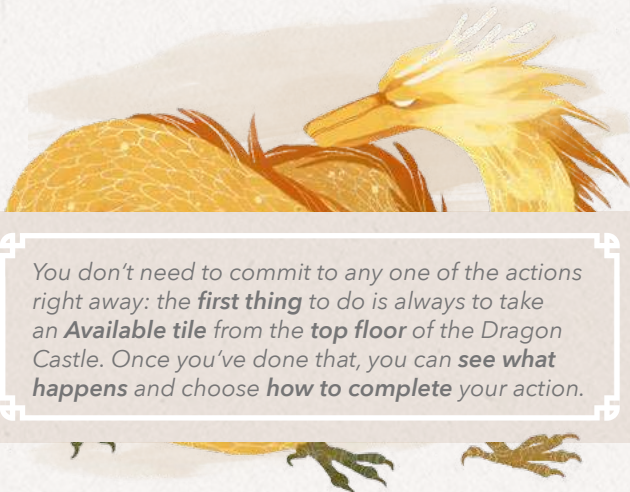 You don't need to commit to any one of the actions
right away: the first thing to do is always to take
an Available tile from the top floor of the Dragon
Castle. Once you've done that, you can see what
happens and choose how to complete your action.